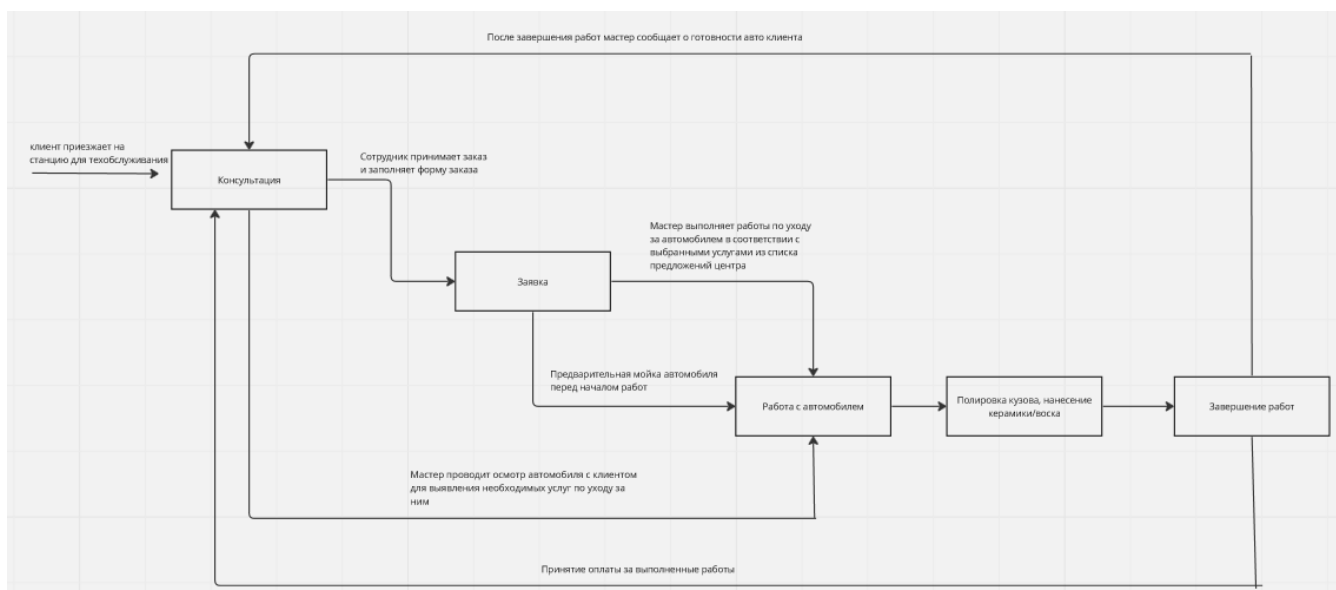 После завершения работ мастер сообщает о готовности авто клиента
клиент приезжает на
станцию для техобслуживания
Консультация
Сотрудник принимает заказ
и заполняет форму заказа
Мастер выполняет работы по уходу
за автомобилем в соответствии с
выбранными услугами из списка
предложений центра
Заявка
Предварительная мойка автомобиля
перед началом работ
Работа с автомобилем
Полировка кузова, нанесение
керамики/воска
Завершение работ
Мастер проводит осмотр автомобиля с клиентом
для выявления необходимых услуг по уходу за
ним
Принятие оплаты за выполненные работы